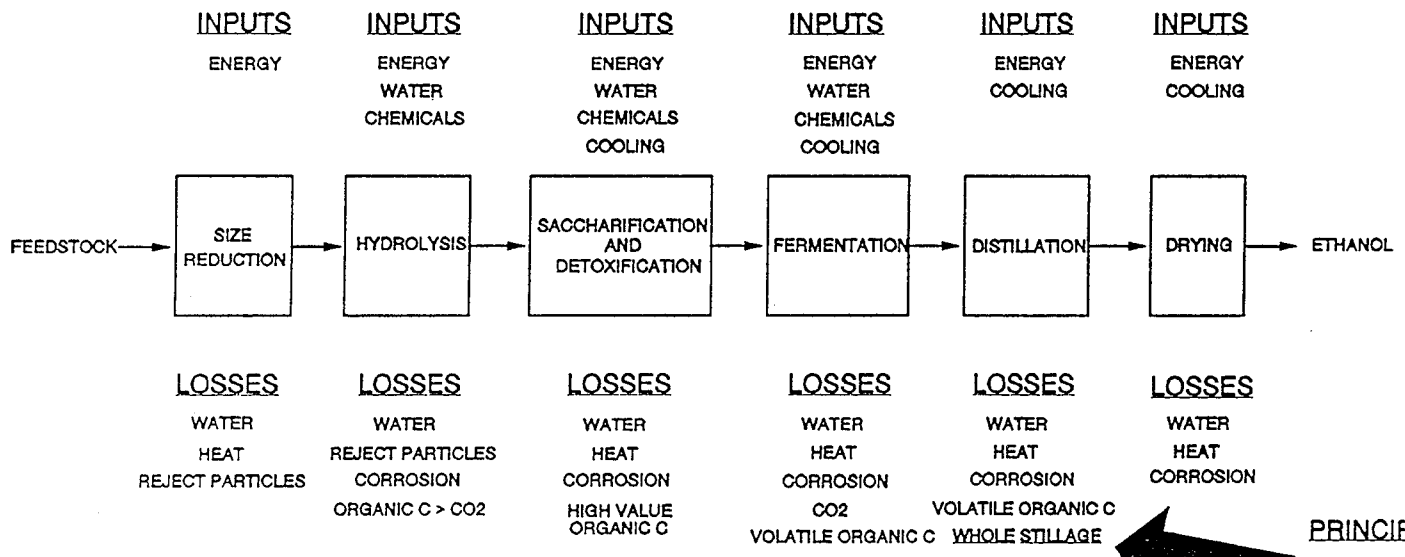 INPUTS INPUTS INPUTS INPUTS INPUTS INPUTS
ENERGY ENERGY ENERGY ENERGY ENERGY ENERGY
WATER WATER WATER COOLING COOLING
CHEMICALS CHEMICALS CHEMICALS
COOLING COOLING
FEEDSTOCK
SIZE
REDUCTION
HYDROLYSIS
SACCHARIFICATION
AND
DETOXIFICATION
FERMENTATION
DISTILLATION
DRYING
ETHANOL
LOSSES LOSSES LOSSES LOSSES LOSSES LOSSES
WATER WATER WATER WATER WATER WATER
HEAT REJECT PARTICLES HEAT HEAT HEAT HEAT
REJECT PARTICLES CORROSION CORROSION CORROSION CORROSION CORROSION
ORGANIC C > CO2 HIGH VALUE CO2 VOLATILE ORGANIC C
ORGANIC C VOLATILE ORGANIC C WHOLE STILLAGE